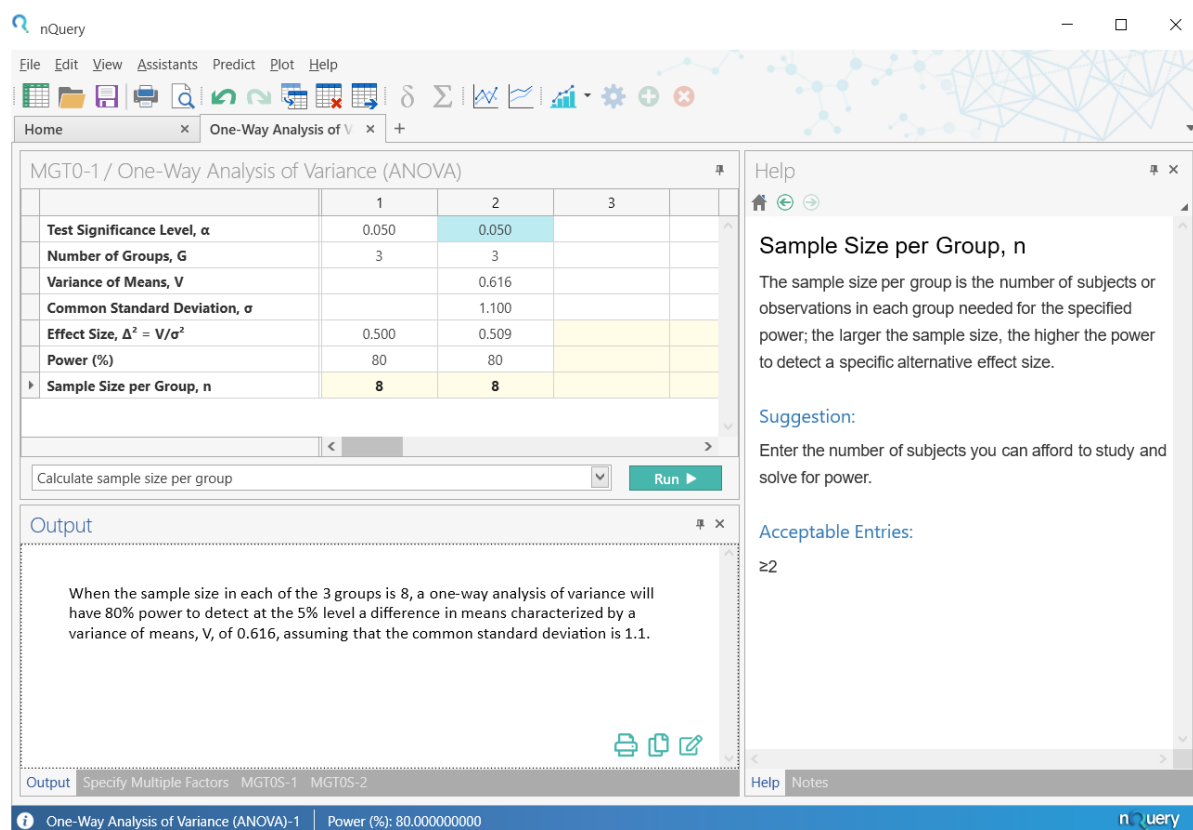 nQuery
File Edit View Assistants Predict Plot Help
δ Σ
Home × One-Way Analysis of V × +
MGT0-1 / One-Way Analysis of Variance (ANOVA)
1 2 3
Test Significance Level, α 0.050 0.050
Number of Groups, G 3 3
Variance of Means, V 0.616
Common Standard Deviation, σ 1.100
Effect Size, Δ² = V/σ² 0.500 0.509
Power (%) 80 80
Sample Size per Group, n 8 8
Calculate sample size per group Run
Output
When the sample size in each of the 3 groups is 8, a one-way analysis of variance will
have 80% power to detect at the 5% level a difference in means characterized by a
variance of means, V, of 0.616, assuming that the common standard deviation is 1.1.
Output Specify Multiple Factors MGT0S-1 MGT0S-2
Help
Sample Size per Group, n
The sample size per group is the number of subjects or
observations in each group needed for the specified
power; the larger the sample size, the higher the power
to detect a specific alternative effect size.
Suggestion:
Enter the number of subjects you can afford to study and
solve for power.
Acceptable Entries:
≥2
Help Notes
One-Way Analysis of Variance (ANOVA)-1 Power (%): 80.000000000
nQuery